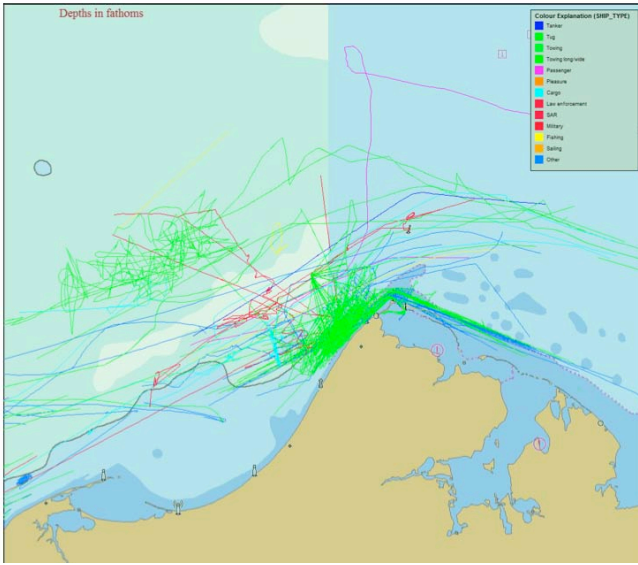 Depths in fathoms
Colour Explanation (SHIP_TYPE)
Tanker
Tug
Towing
Towing long/wide
Passenger
Pleasure
Cargo
Law enforcement
SAR
Military
Fishing
Sailing
Other